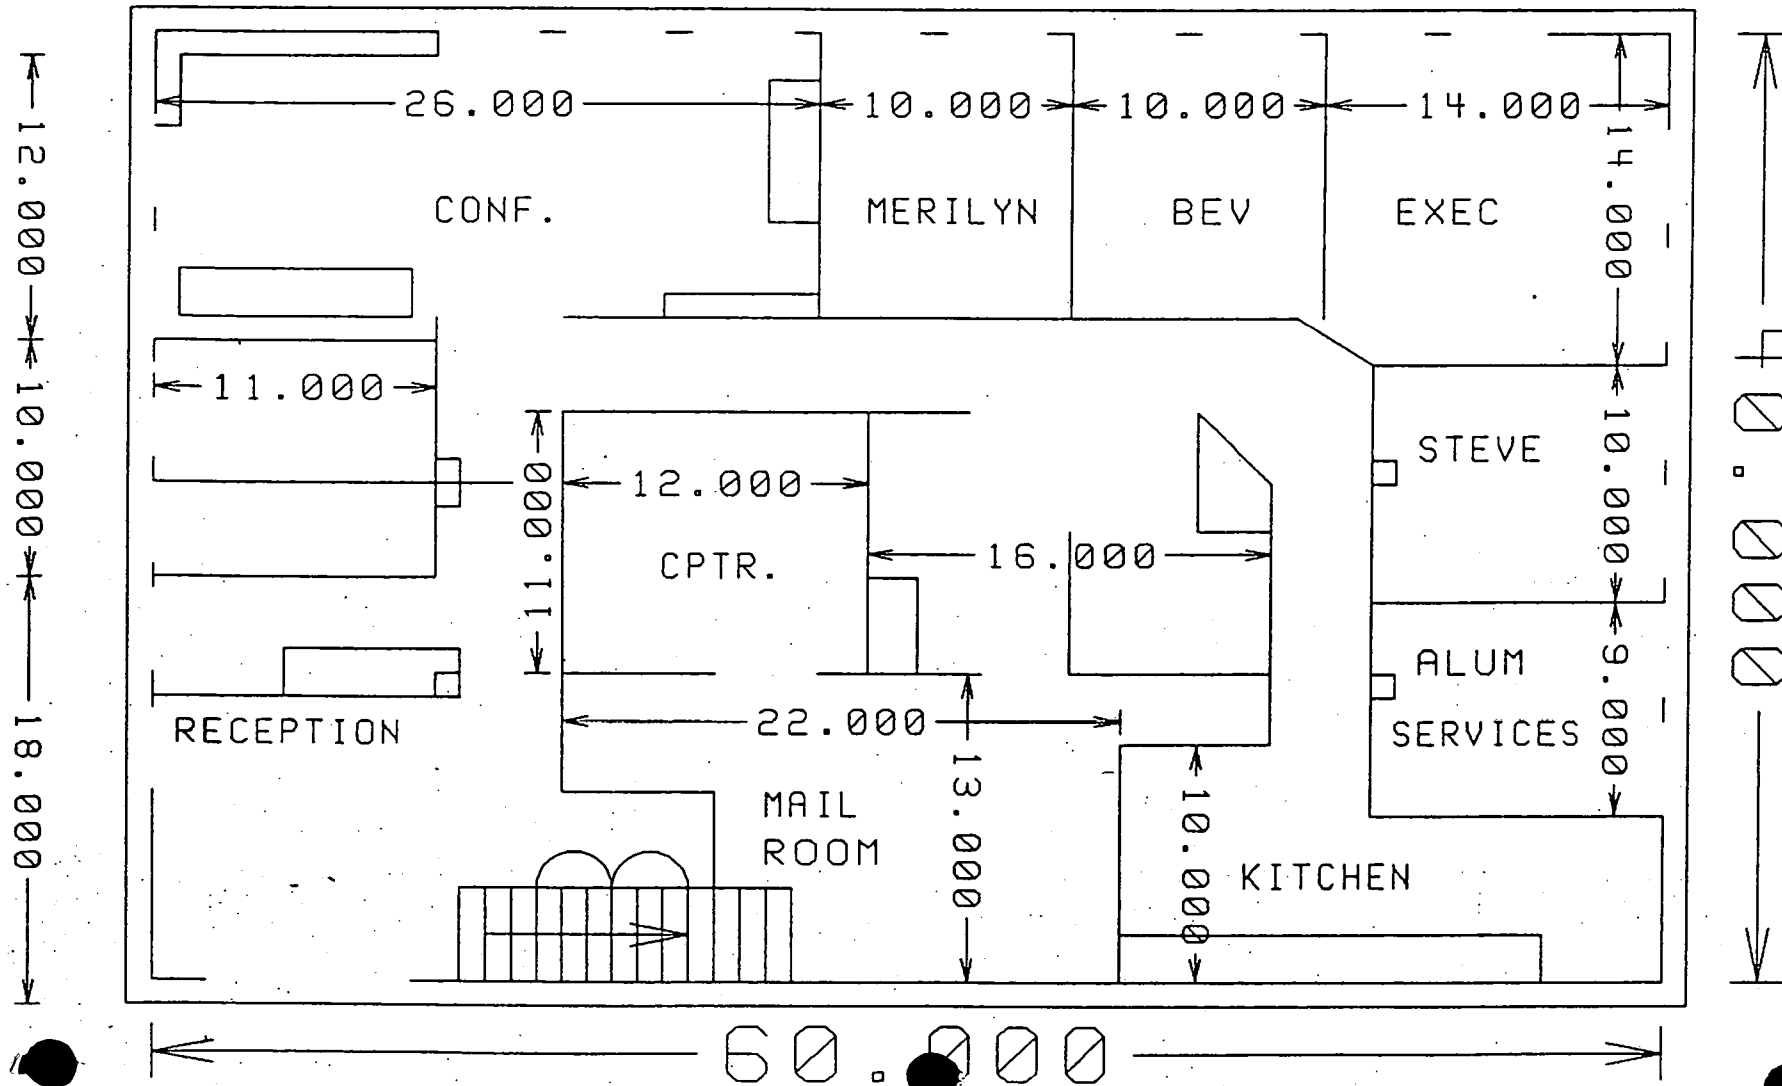 26.000
10.000
10.000
14.000
12.000
14.000
CONF.
MERILYN
BEV
EXEC
11.000
10.000
40.000
10.000
STEVE
11.000
12.000
CPTR.
16.000
ALUM
SERVICES
9.000
RECEPTION
22.000
18.000
MAIL
ROOM
13.000
10.000
KITCHEN
60.000